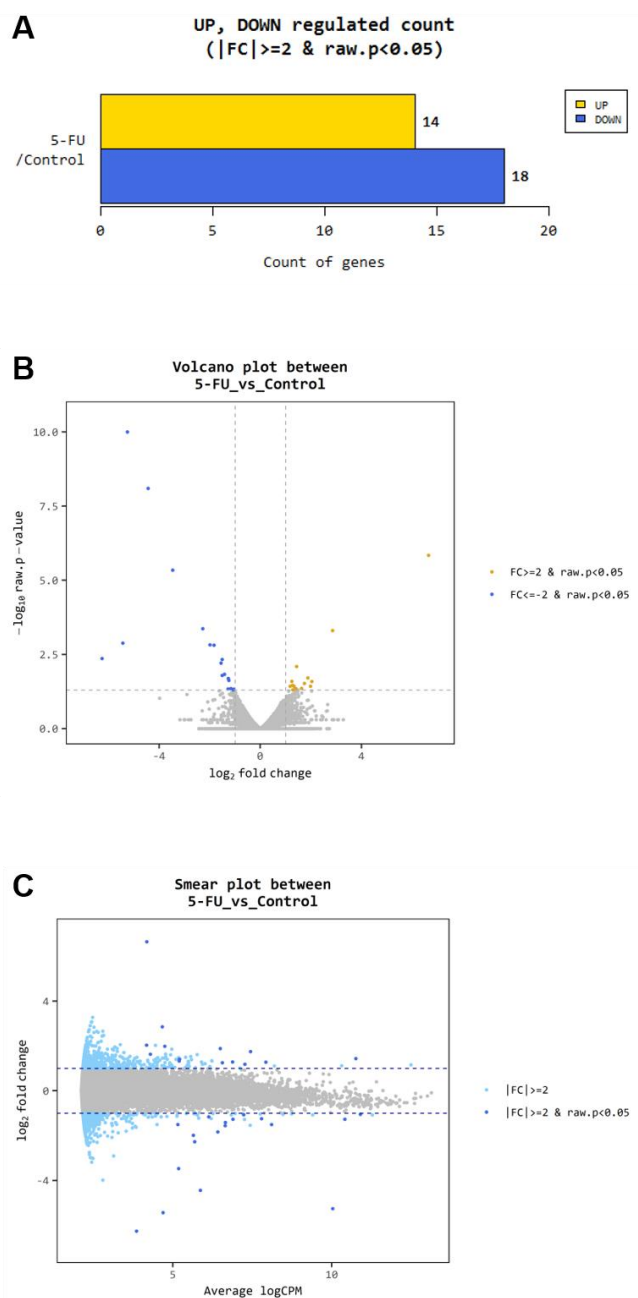 A
UP, DOWN regulated count
(|FC|>=2 & raw.p<0.05)
UP
DOWN
14
5-FU
/Control
18
0 5 10 15 20
Count of genes
B
Volcano plot between
5-FU_vs_Control
10.0
7.5
5.0
2.5
0.0
−log10 raw.p−value
-4 0 4
log2 fold change
FC>=2 & raw.p<0.05
FC<=-2 & raw.p<0.05
C
Smear plot between
5-FU_vs_Control
4
0
-4
log2 fold change
5 10
Average logCPM
|FC|>=2
|FC|>=2 & raw.p<0.05